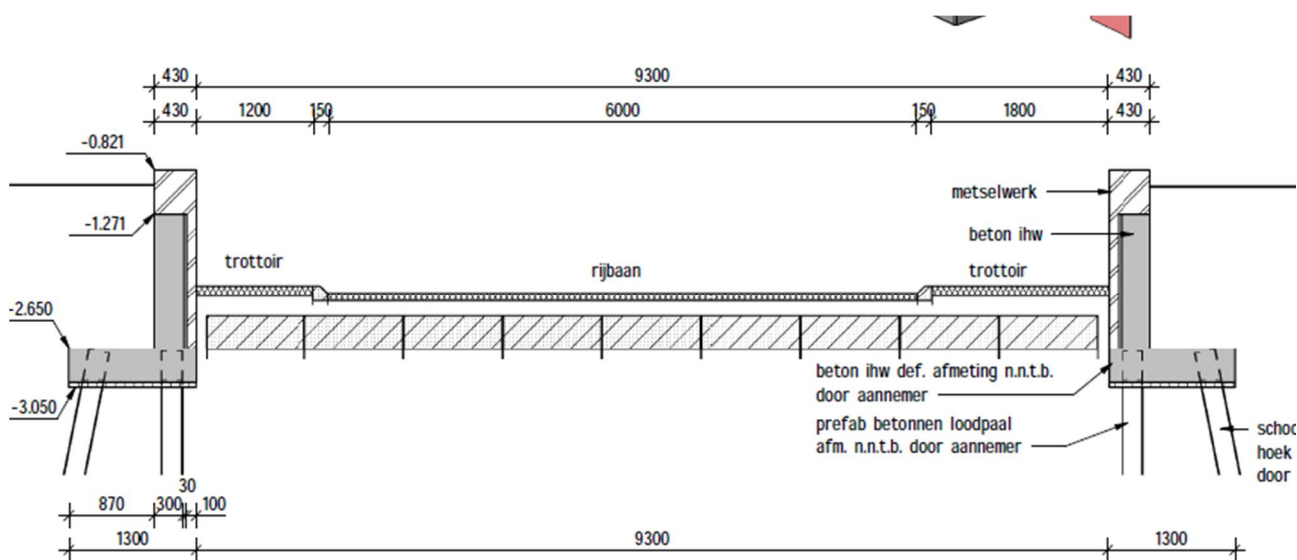 430 9300 430
430 1200 150 6000 150 1800 430
-0.821
metselwerk
-1.271
beton ihw
trottoir rijbaan trottoir
-2.650
beton ihw def. afmeting n.n.t.b.
door aannemer
-3.050
prefab betonnen loodpaal
afm. n.n.t.b. door aannemer
hoek
door
30
870 300 100
1300 9300 1300